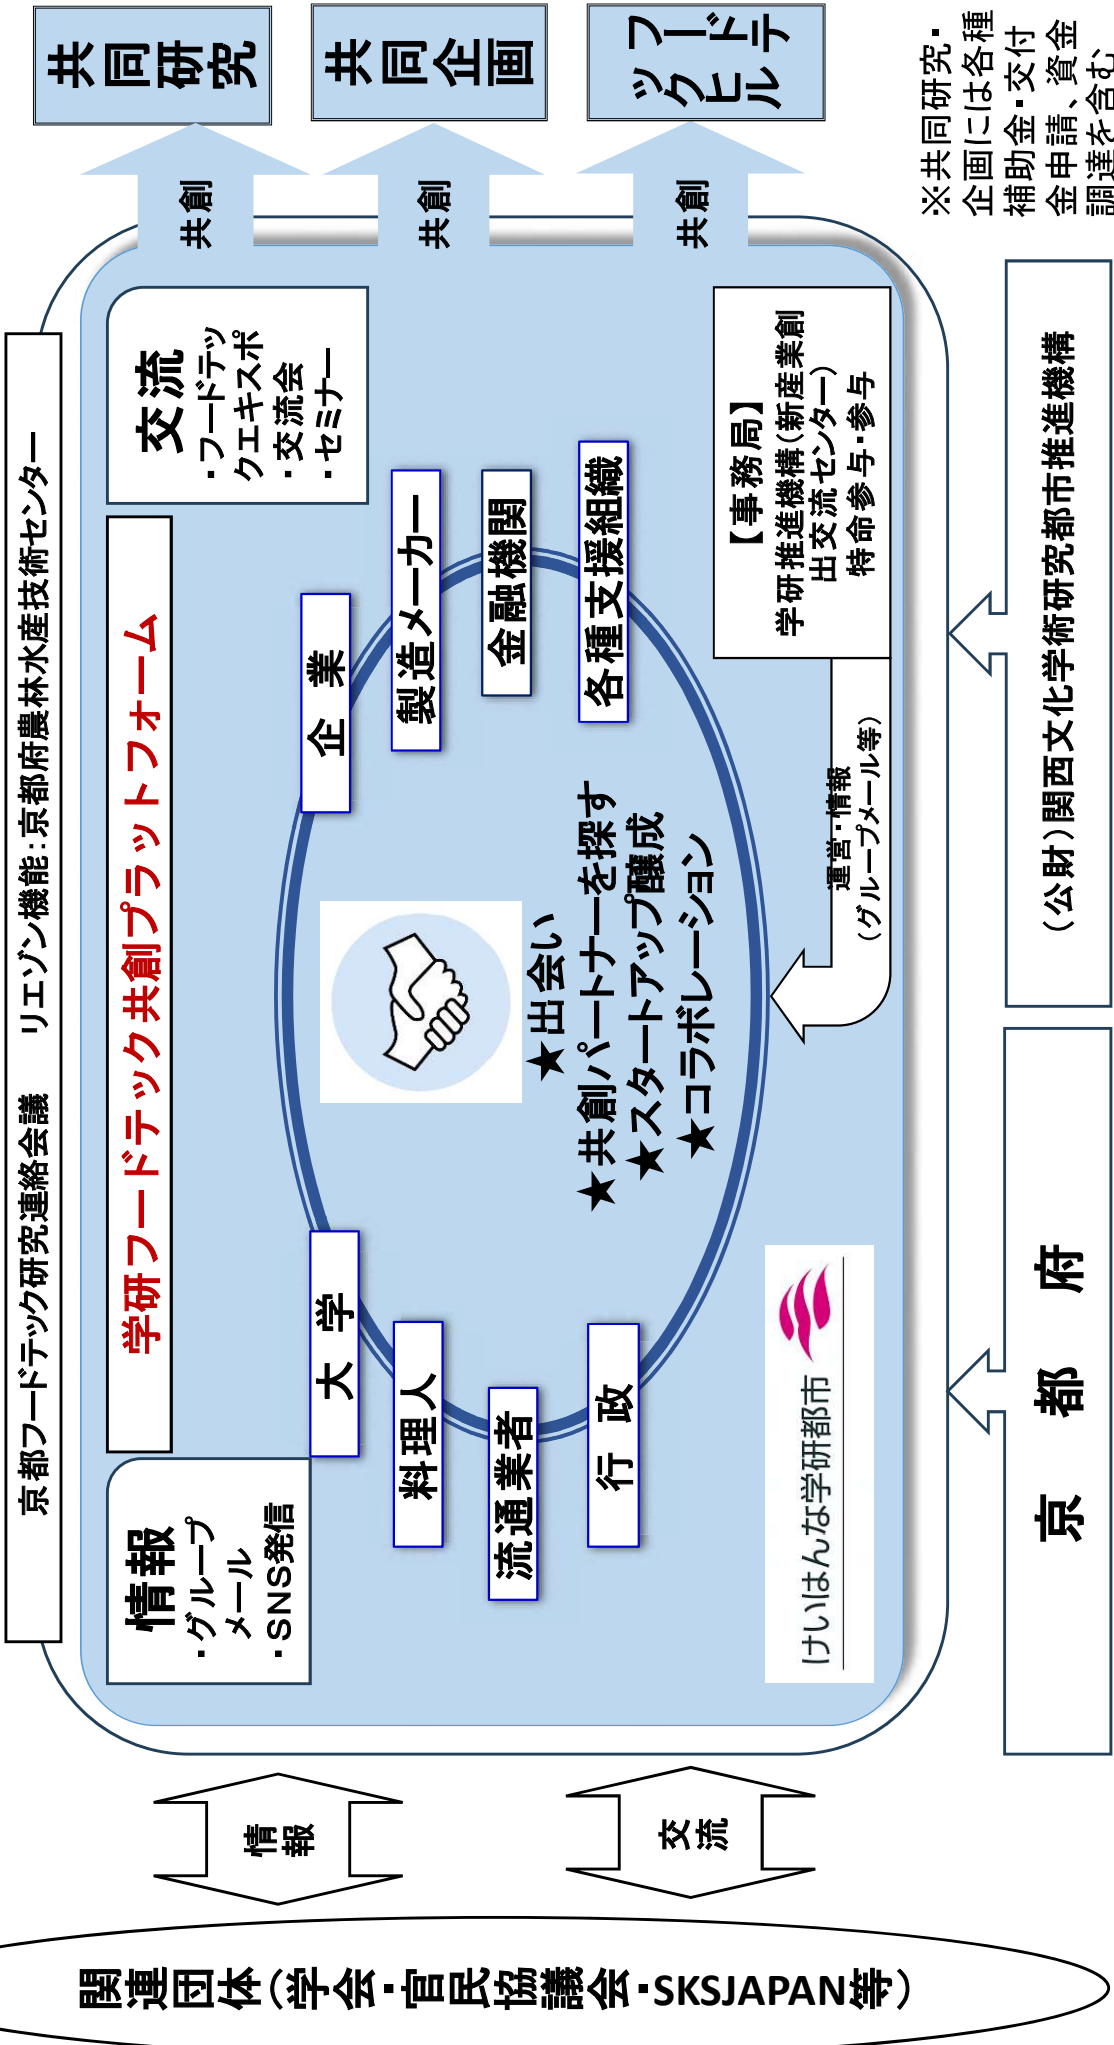 京都フードテック研究連絡会議　リエゾン機能：京都府農林水産技術センター
情報
・グループ
メール
・SNS発信
学研フードテック共創プラットフォーム
交流
・フードテッ
クエキスポ
・交流会
・セミナー
大　学
料理人
流通業者
行　政
企　業
製造メーカー
金融機関
各種支援組織
★出会い
★共創パートナーを探す
★スタートアップ醸成
★コラボレーション
けいはんな学研都市
【事務局】
学研推進機構（新産業創
出交流センター）
特命参与・参与
運営・情報
（グループメール等）
関連団体（学会・官民協議会・SKSJAPAN等）
情
報
交
流
共創
共創
共創
共同研究
共同企画
フードテ
ックヒル
※共同研究・
企画には各種
補助金・交付
金申請、資金
調達を含む
京　都　府
（公財）関西文化学術研究都市推進機構